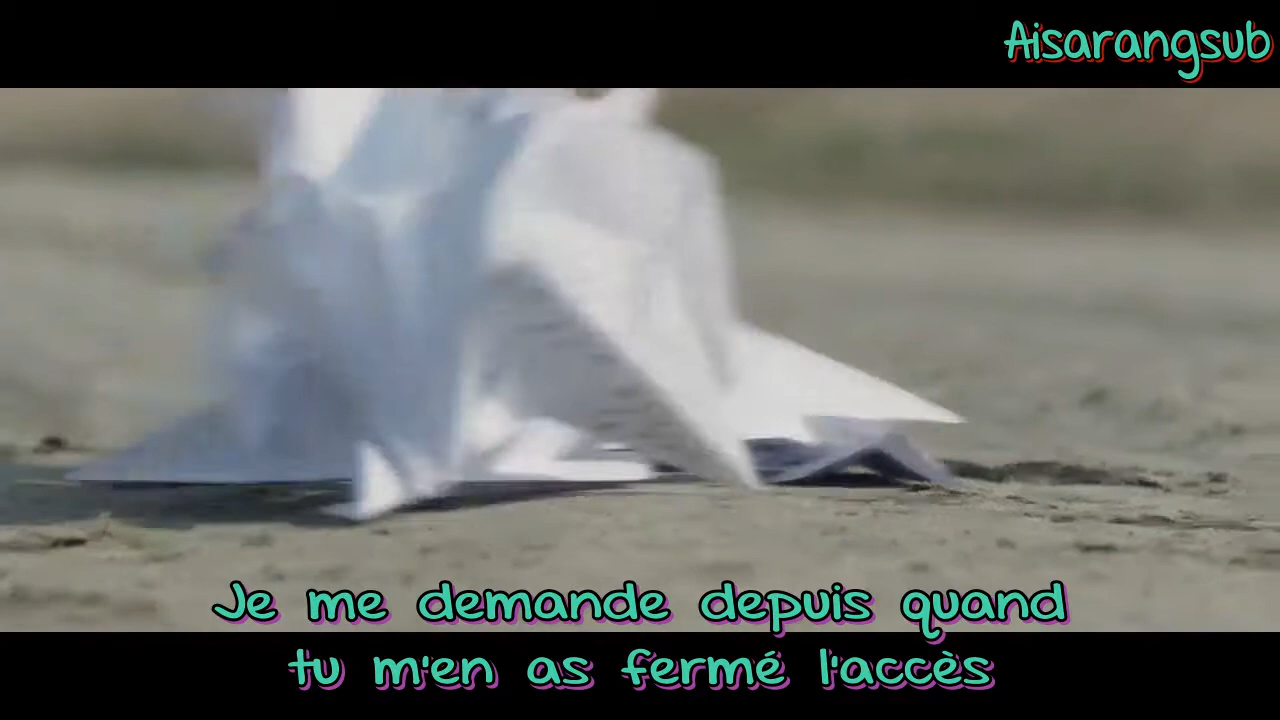 Aisarangsub
Je me demande depuis quand
tu m'en as fermé l'accès